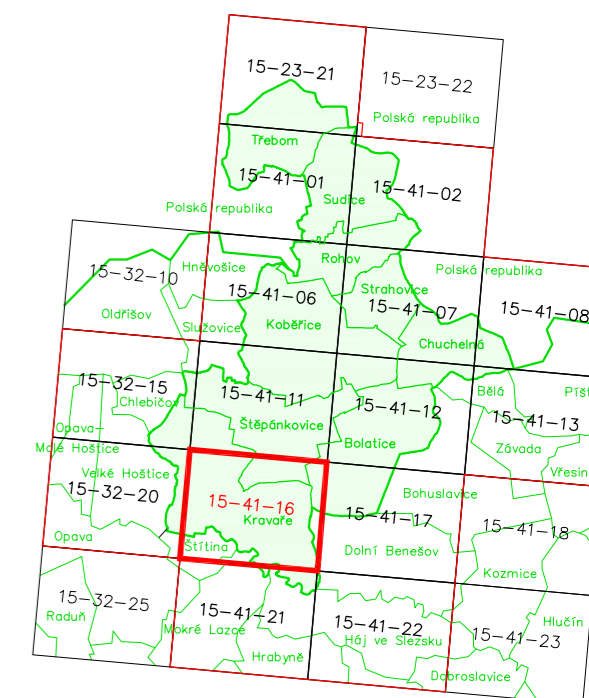 15-23-21
15-23-22
Polská republika
Třebom
15-41-01
15-41-02
Sudice
Polská republika
Rohov
Hněvošice
Polská republika
15-32-10
Strahovice
15-41-06
15-41-07
15-41-08
Oldřišov
Služovice
Kobeřice
Chuchelná
15-32-15
Chlebičov
15-41-11
15-41-12
Bělá
Píšt
15-41-13
Štěpánkovice
Opava-
Malé Hoštice
Bolatice
Závada
Velké Hoštice
Vřesin
15-32-20
15-41-16
Kravaře
Bohuslavice
15-41-17
15-41-18
Opava
Štítina
Dolní Benešov
Kozmice
15-32-25
Raduň
15-41-21
Mokré Lazce
15-41-22
Háj ve Slezsku
15-41-23
Hlučín
Hrabyně
Dobroslavice